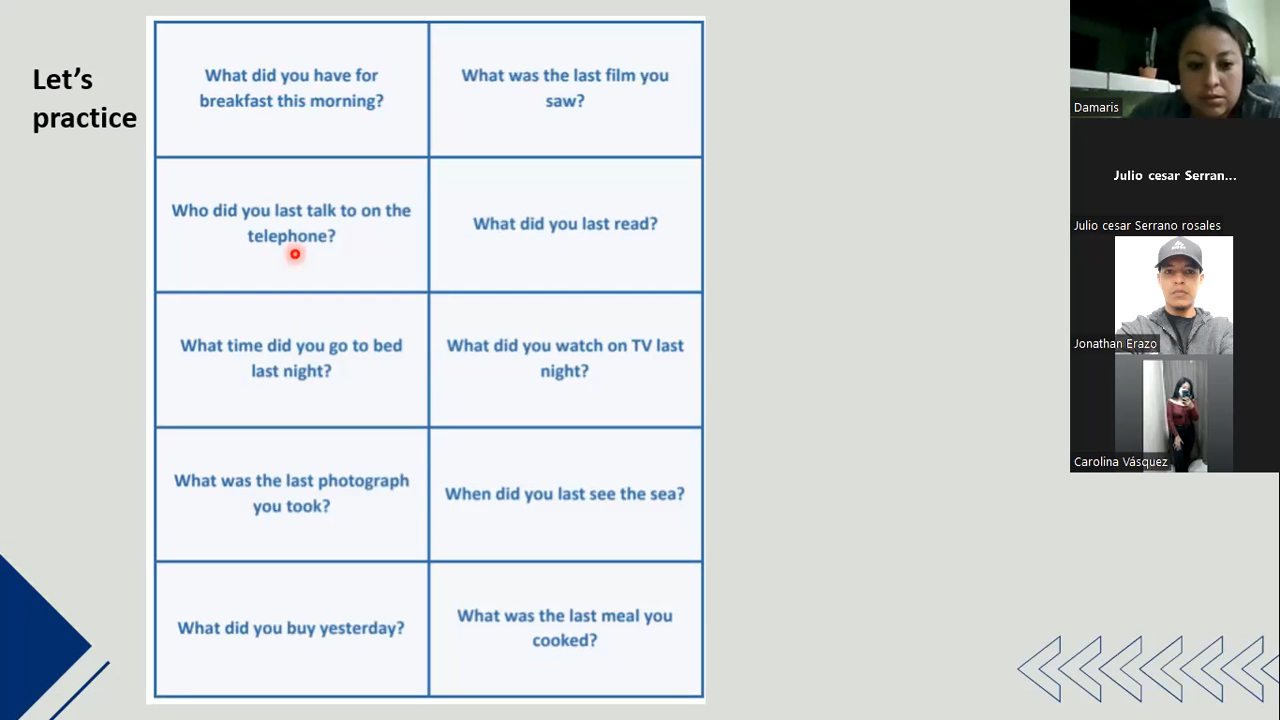 Let's
practice
What did you have for
breakfast this morning?
What was the last film you
saw?
Who did you last talk to on the
telephone?
What did you last read?
What time did you go to bed
last night?
What did you watch on TV last
night?
What was the last photograph
you took?
When did you last see the sea?
What did you buy yesterday?
What was the last meal you
cooked?
Damaris
Julio cesar Serran...
Julio cesar Serrano rosales
Jonathan Erazo
Carolina Vásquez